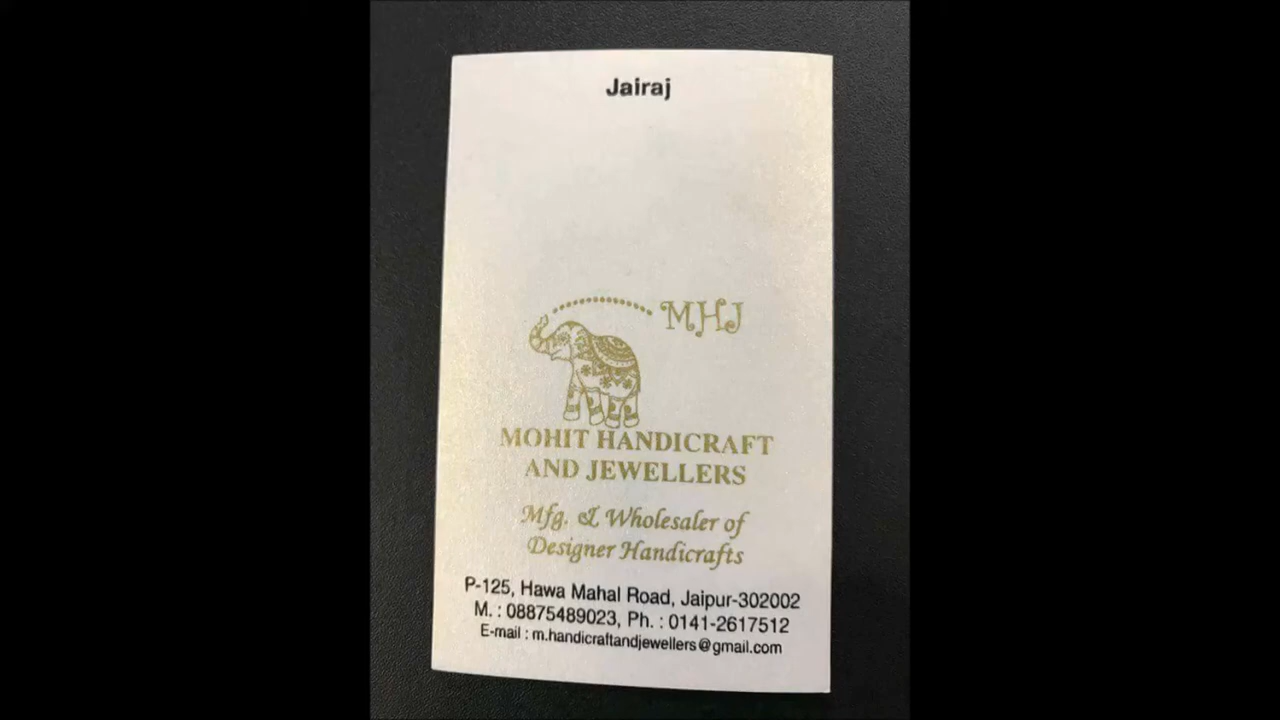 Jairaj
MHJ
MOHIT HANDICRAFT
AND JEWELLERS
Mfg. & Wholesaler of
Designer Handicrafts
P-125, Hawa Mahal Road, Jaipur-302002
M. : 08875489023, Ph. : 0141-2617512
E-mail : m.handicraftandjewellers@gmail.com